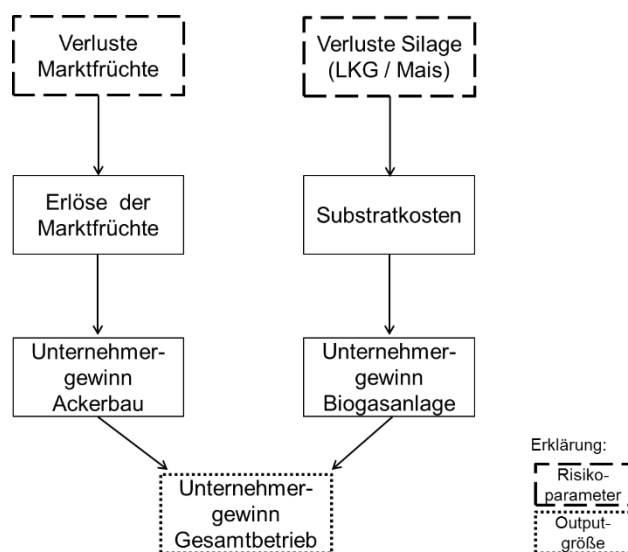 Verluste
Marktfrüchte
Verluste Silage
(LKG / Mais)
Erlöse der
Marktfrüchte
Substratkosten
Unternehmer-
gewinn
Ackerbau
Unternehmer-
gewinn
Biogasanlage
Unternehmer-
gewinn
Gesamtbetrieb
Erklärung:
Risiko-
parameter
Output-
größe